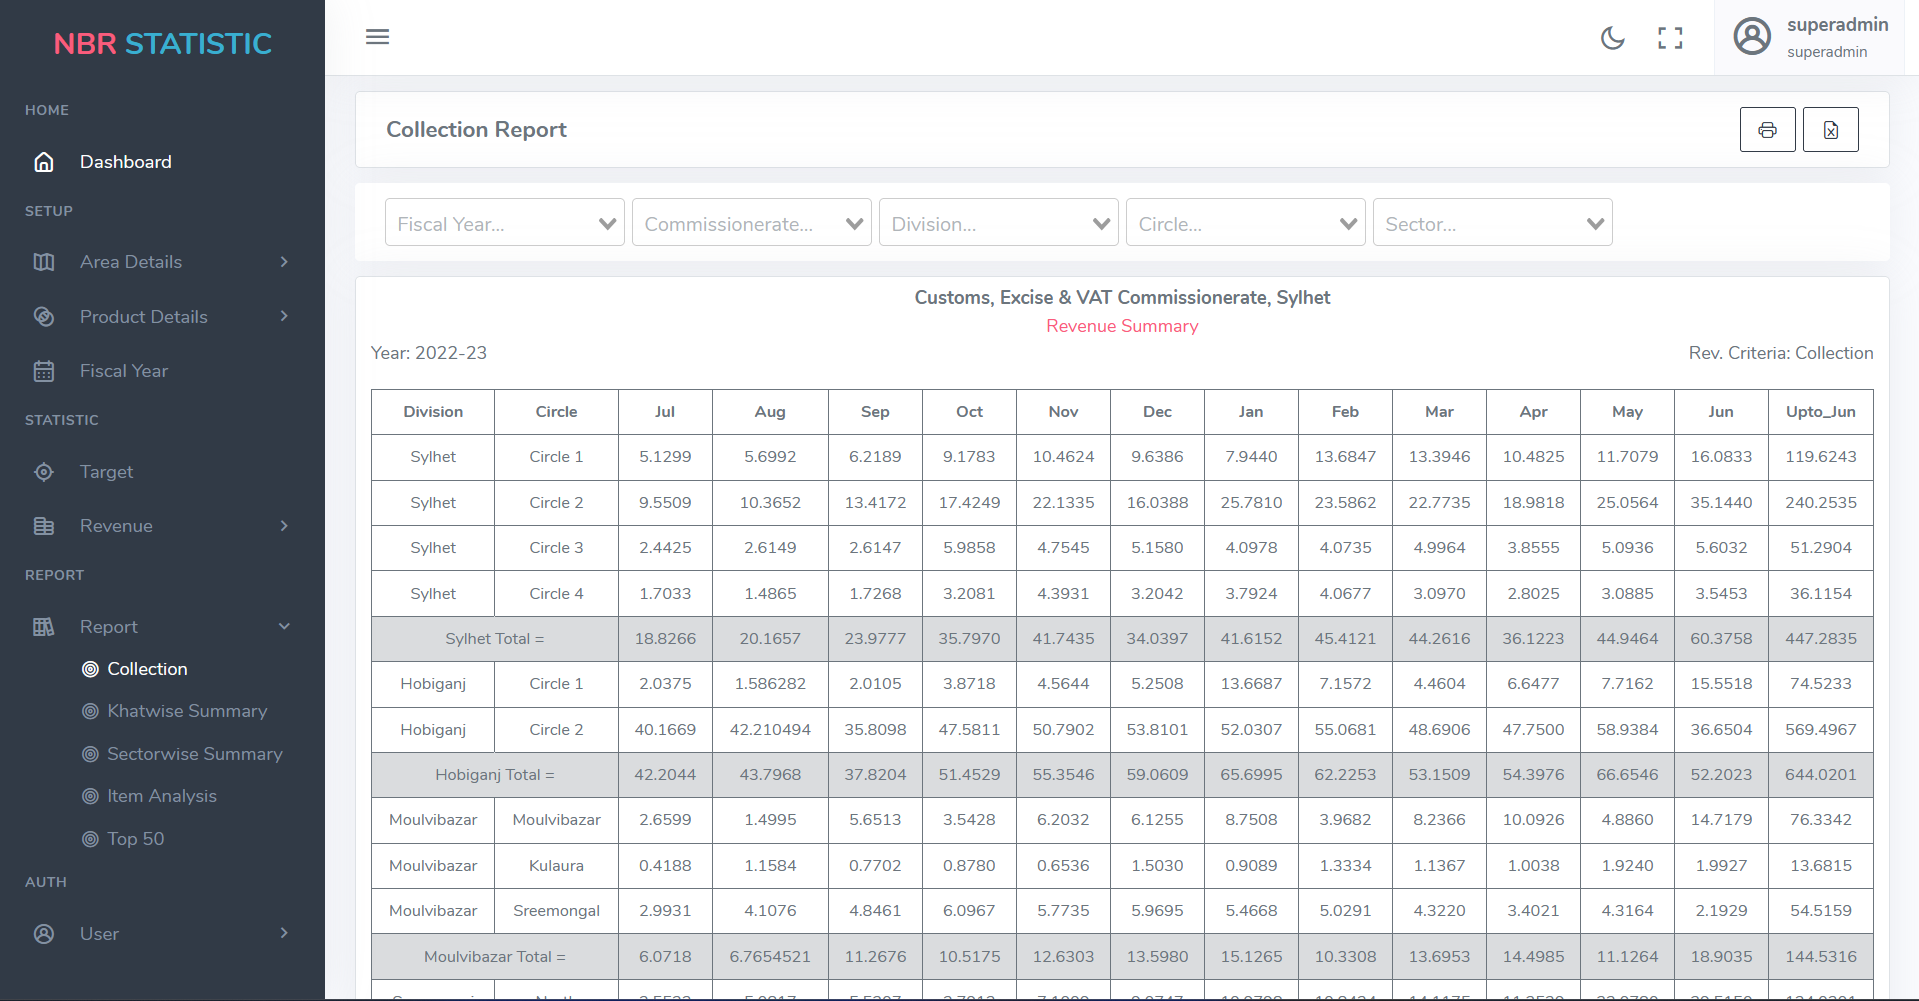 NBR STATISTIC
HOME
Dashboard
SETUP
Area Details
Product Details
Fiscal Year
STATISTIC
Target
Revenue
REPORT
Report
Collection
Khatwise Summary
Sectorwise Summary
Item Analysis
Top 50
AUTH
User
superadmin
superadmin
Collection Report
Fiscal Year... Commissionerate... Division... Circle... Sector...
Customs, Excise & VAT Commissionerate, Sylhet
Revenue Summary
Year: 2022-23 Rev. Criteria: Collection
Division Circle Jul Aug Sep Oct Nov Dec Jan Feb Mar Apr May Jun Upto_Jun
Sylhet Circle 1 5.1299 5.6992 6.2189 9.1783 10.4624 9.6386 7.9440 13.6847 13.3946 10.4825 11.7079 16.0833 119.6243
Sylhet Circle 2 9.5509 10.3652 13.4172 17.4249 22.1335 16.0388 25.7810 23.5862 22.7735 18.9818 25.0564 35.1440 240.2535
Sylhet Circle 3 2.4425 2.6149 2.6147 5.9858 4.7545 5.1580 4.0978 4.0735 4.9964 3.8555 5.0936 5.6032 51.2904
Sylhet Circle 4 1.7033 1.4865 1.7268 3.2081 4.3931 3.2042 3.7924 4.0677 3.0970 2.8025 3.0885 3.5453 36.1154
Sylhet Total = 18.8266 20.1657 23.9777 35.7970 41.7435 34.0397 41.6152 45.4121 44.2616 36.1223 44.9464 60.3758 447.2835
Hobiganj Circle 1 2.0375 1.586282 2.0105 3.8718 4.5644 5.2508 13.6687 7.1572 4.4604 6.6477 7.7162 15.5518 74.5233
Hobiganj Circle 2 40.1669 42.210494 35.8098 47.5811 50.7902 53.8101 52.0307 55.0681 48.6906 47.7500 58.9384 36.6504 569.4967
Hobiganj Total = 42.2044 43.7968 37.8204 51.4529 55.3546 59.0609 65.6995 62.2253 53.1509 54.3976 66.6546 52.2023 644.0201
Moulvibazar Moulvibazar 2.6599 1.4995 5.6513 3.5428 6.2032 6.1255 8.7508 3.9682 8.2366 10.0926 4.8860 14.7179 76.3342
Moulvibazar Kulaura 0.4188 1.1584 0.7702 0.8780 0.6536 1.5030 0.9089 1.3334 1.1367 1.0038 1.9240 1.9927 13.6815
Moulvibazar Sreemongal 2.9931 4.1076 4.8461 6.0967 5.7735 5.9695 5.4668 5.0291 4.3220 3.4021 4.3164 2.1929 54.5159
Moulvibazar Total = 6.0718 6.7654521 11.2676 10.5175 12.6303 13.5980 15.1265 10.3308 13.6953 14.4985 11.1264 18.9035 144.5316